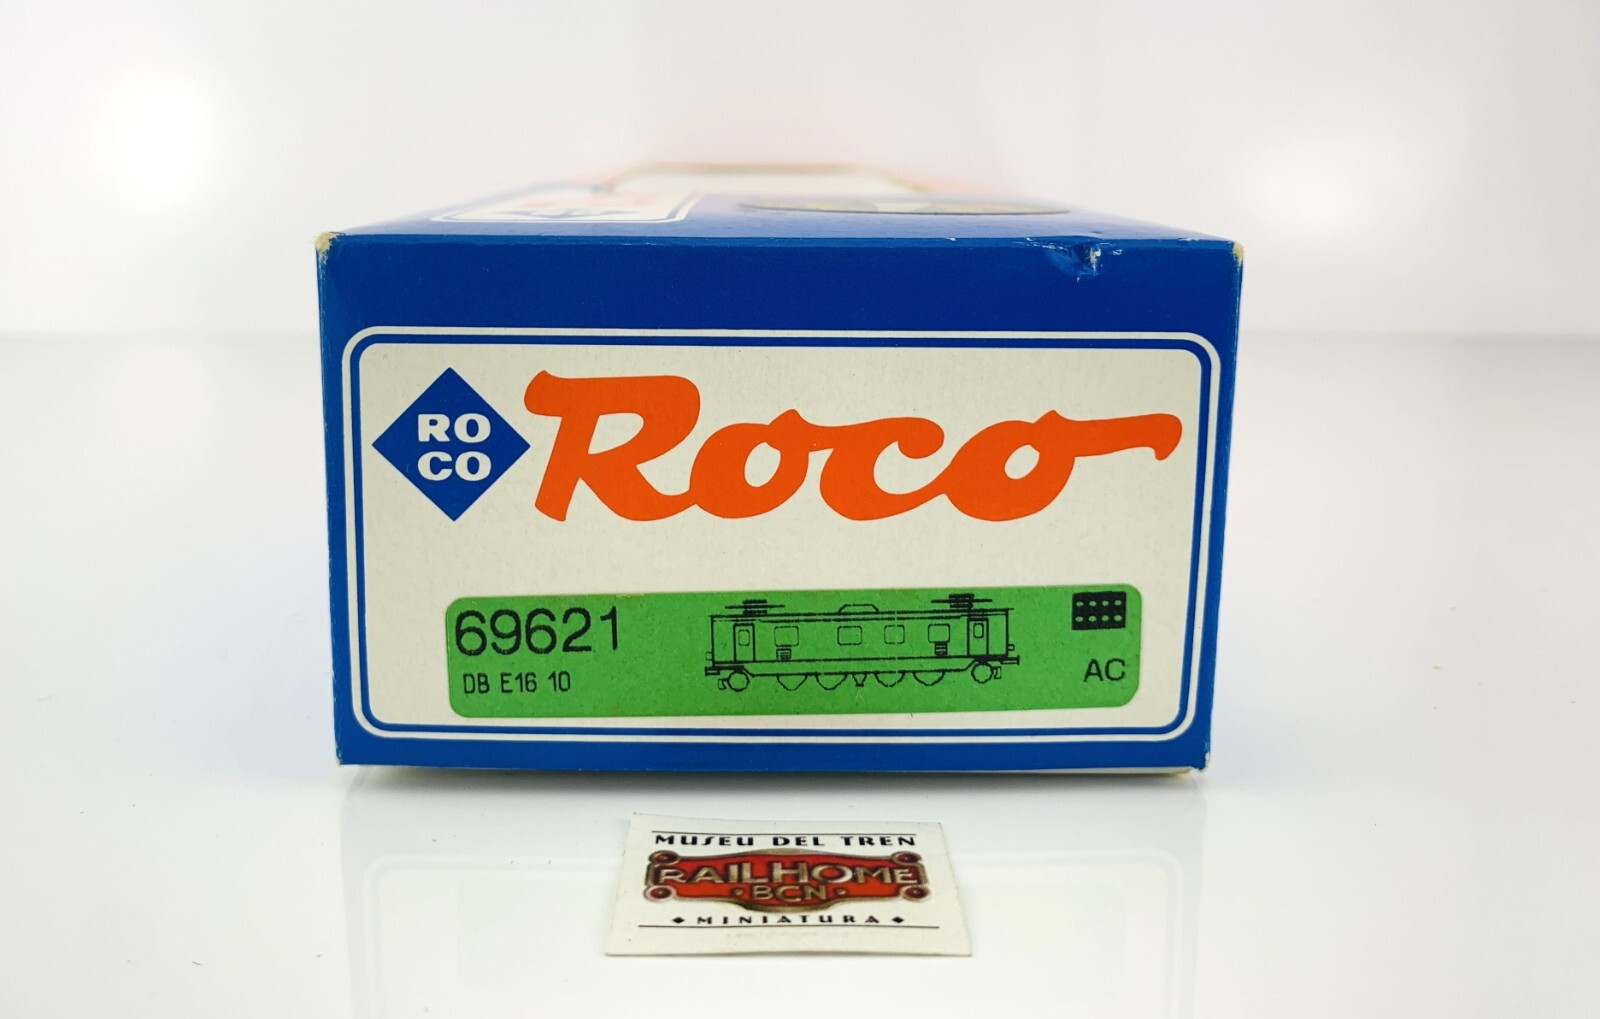 RO
CO
Roco
69621
DB E16 10
AC
MUSEU DEL TREN
RAILHOME
BCN
MINIATURA